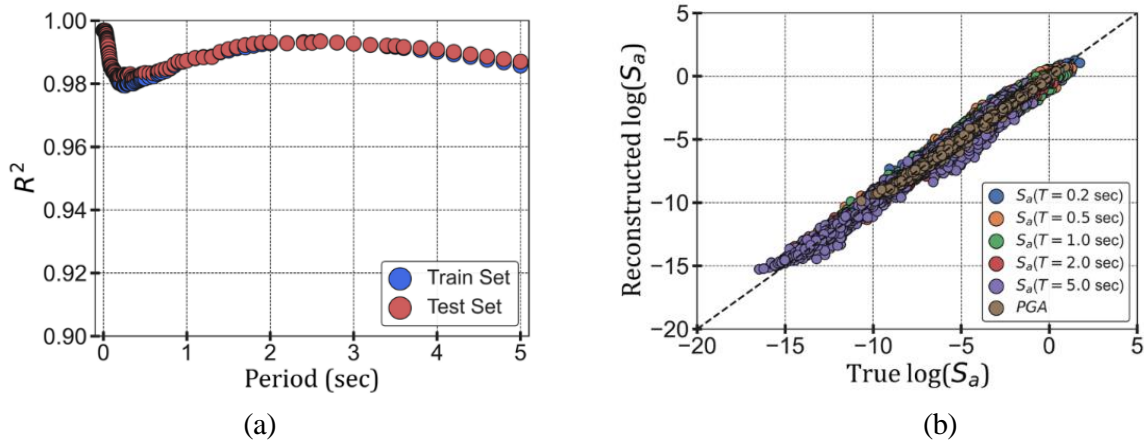 1.00
0.98
0.96
0.94
0.92
0.90
R²
0 1 2 3 4 5
Period (sec)
Train Set
Test Set
(a)
5
0
−5
−10
−15
−20
Reconstructed log(Sₐ)
−20 −15 −10 −5 0 5
True log(Sₐ)
Sₐ(T = 0.2 sec)
Sₐ(T = 0.5 sec)
Sₐ(T = 1.0 sec)
Sₐ(T = 2.0 sec)
Sₐ(T = 5.0 sec)
PGA
(b)